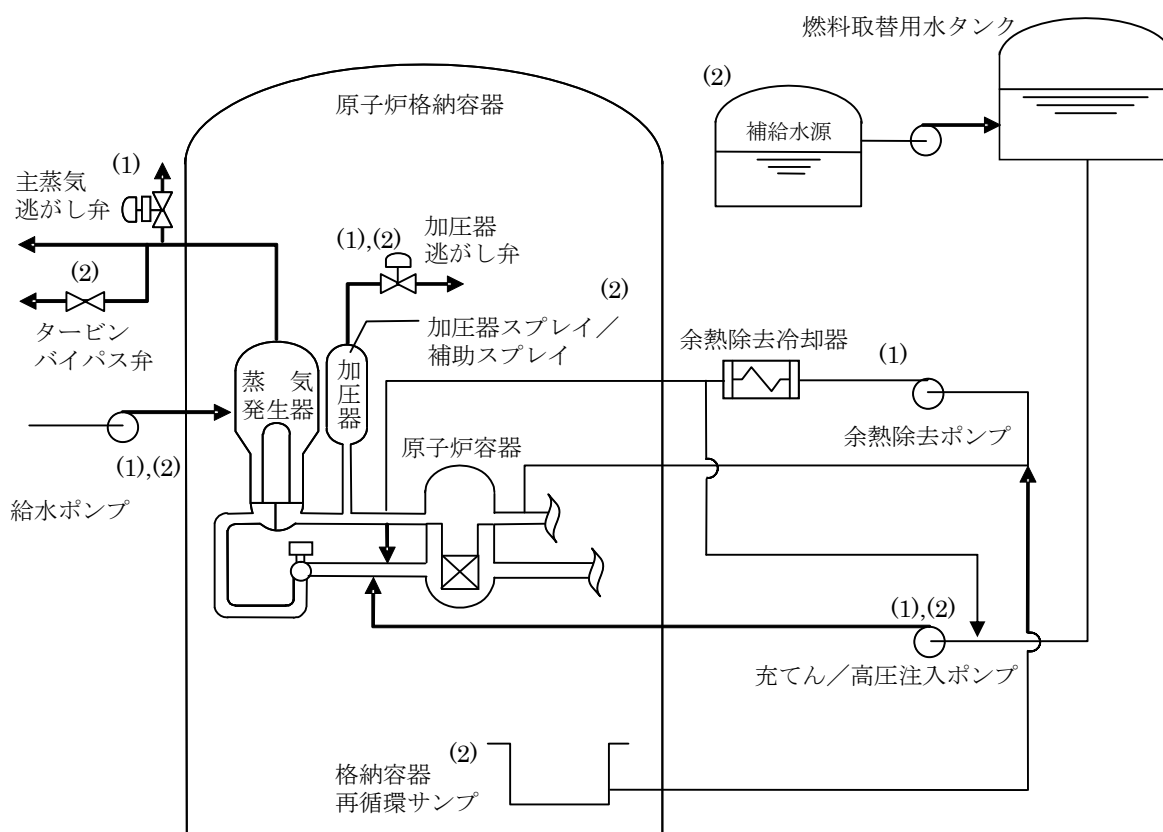 燃料取替用水タンク
(2)
補給水源
原子炉格納容器
(1)
主蒸気
逃がし弁
(2)
タービン
バイパス弁
(1),(2)
加圧器
逃がし弁
(2)
加圧器スプレイ／
補助スプレイ
余熱除去冷却器
(1)
余熱除去ポンプ
蒸気
発生器
加圧器
原子炉容器
(1),(2)
給水ポンプ
(1),(2)
充てん／高圧注入ポンプ
(2)
格納容器
再循環サンプ